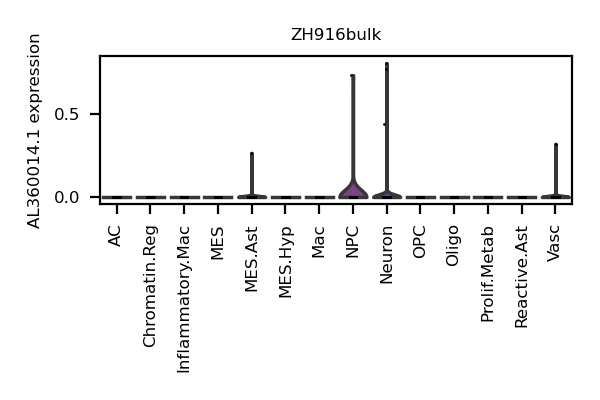 ZH916bulk
AL360014.1 expression
0.5
0.0
AC
Chromatin.Reg
Inflammatory.Mac
MES
MES.Ast
MES.Hyp
Mac
NPC
Neuron
OPC
Oligo
Prolif.Metab
Reactive.Ast
Vasc